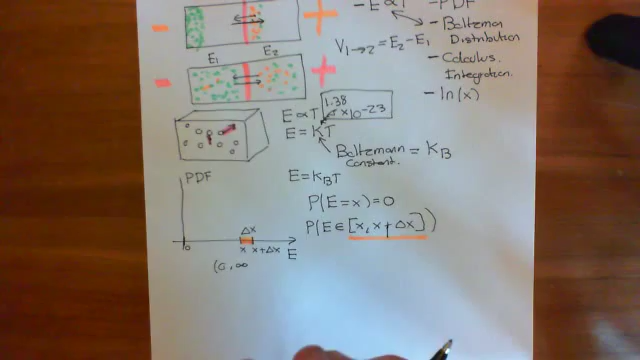 - E ∝ T
- PDF
- Boltzman
Distribution
V1→2 = E2 - E1
- Calculus
Integration.
- ln(x)
- +
E1 E2
- +
E ∝ T
1.38
×10-23
E = KT
Boltzmann = KB
Constant.
PDF
E = KBT
P(E=x)=0
P(E∈[x, x+Δx])
Δx
0 x x+Δx E
(0, ∞